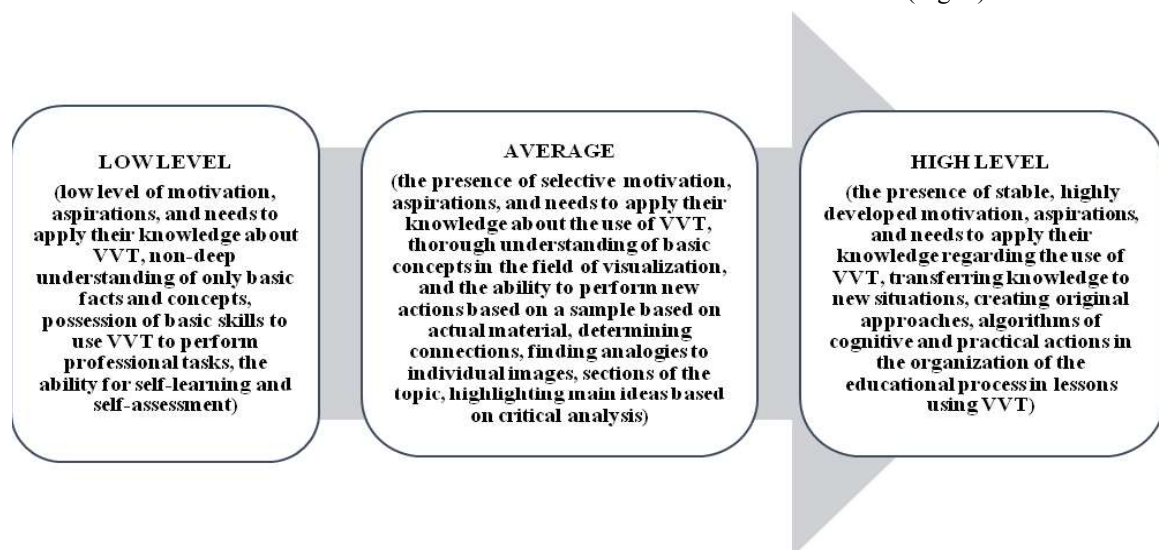 LOW LEVEL
(low level of motivation,
aspirations, and needs to
apply their knowledge about
VVT, non-deep
understanding of only basic
facts and concepts,
possession of basic skills to
use VVT to perform
professional tasks, the
ability for self-learning and
self-assessment)
AVERAGE
(the presence of selective motivation,
aspirations, and needs to apply their
knowledge about the use of VVT,
thorough understanding of basic
concepts in the field of visualization,
and the ability to perform new
actions based on a sample based on
actual material, determining
connections, finding analogies to
individual images, sections of the
topic, highlighting main ideas based
on critical analysis)
HIGH LEVEL
(the presence of stable, highly
developed motivation, aspirations,
and needs to apply their
knowledge regarding the use of
VVT, transferring knowledge to
new situations, creating original
approaches, algorithms of
cognitive and practical actions in
the organization of the
educational process in lessons
using VVT)